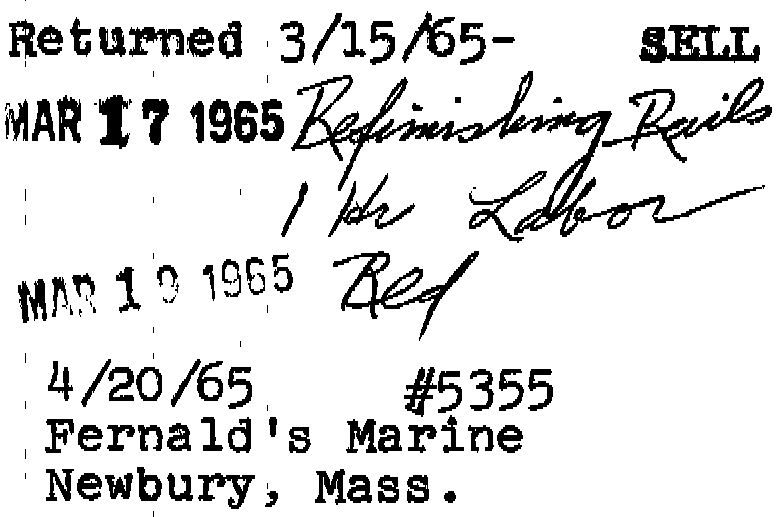 Returned 3/15/65- SELL
MAR 17 1965 Refinishing Rails
1 Hr Labor
MAR 19 1965 Red
4/20/65 #5355
Fernald's Marine
Newbury, Mass.